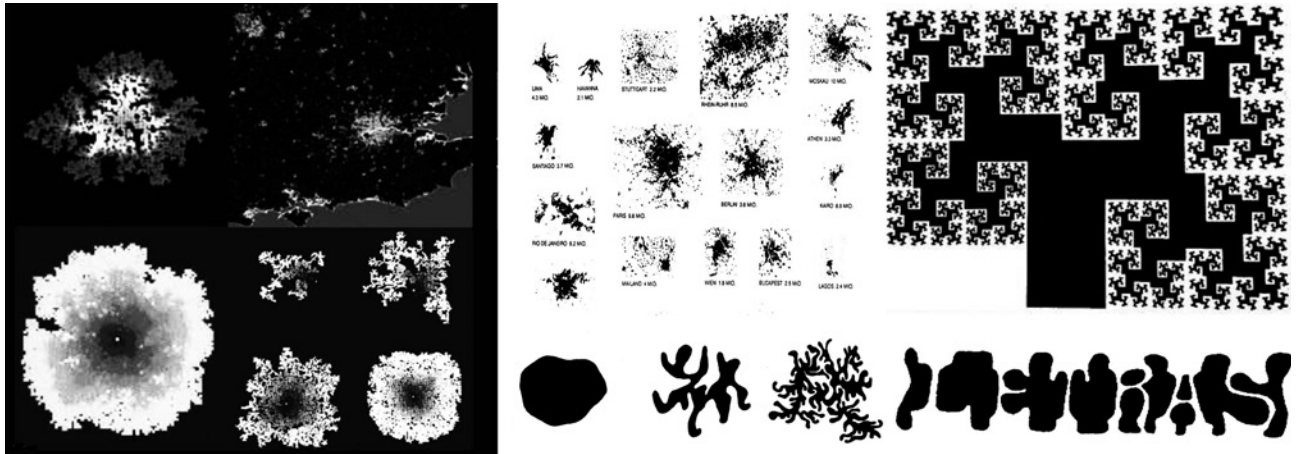 MOSKAU 10 MIO.
LIMA
4.2 MIO.
HAVANNA
2.1 MIO.
STUTTGART 2.2 MIO.
RHEIN-RUHR 8.5 MIO.
ATHEN 3.3 MIO.
SANTIAGO 3.7 MIO.
BERLIN 3.8 MIO.
KAIRO 8.9 MIO.
PARIS 8.8 MIO.
RIO DE JANEIRO 8.2 MIO.
MAILAND 4 MIO.
WIEN 1.8 MIO.
BUDAPEST 2.5 MIO.
LAGOS 2.4 MIO.